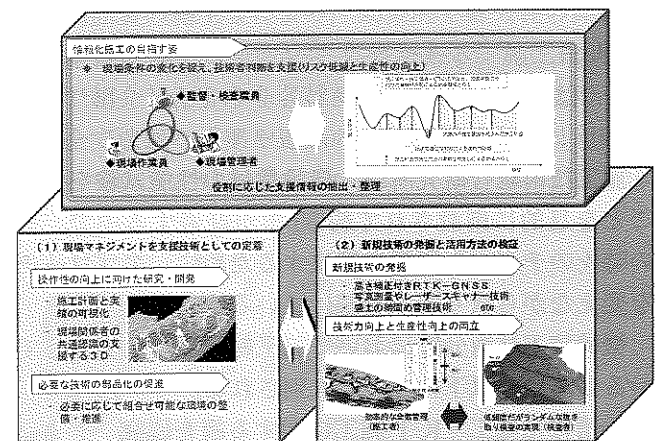 情報化施工の目指す姿
◆ 現場条件の変化を捉え、技術者判断を支援(リスク低減と生産性の向上)
◆監督・検査職員
◆現場作業員
◆現場管理者
役割に応じた支援情報の抽出・整理
(1)現場マネジメントを支援技術としての定着
操作性の向上に向けた研究・開発
・ 施工計画と実
績の可視化
・ 現場関係者の
共通認識の支
援する3D
必要な技術の部品化の促進
・ 必要に応じて組合せ可能な環境の整
備・推進
(2)新規技術の発掘と活用方法の検証
新規技術の発掘
・ 高さ補正付きRTK-GNSS
・ 写真測量やレーザースキャナー技術
・ 盛土の締固め管理技術 etc
技術力向上と生産性向上の両立
効率的な全数管理
(施工者)
低頻度だがランダムな抜き
取り検査の実現(検査者)